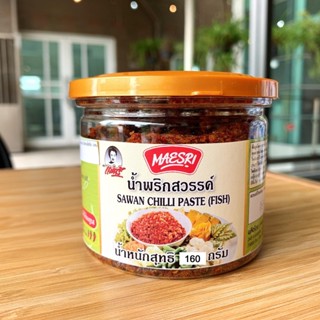 MAESRI
น้ำพริกสวรรค์
SAWAN CHILLI PASTE (FISH)
น้ำหนักสุทธิ 160 กรัม